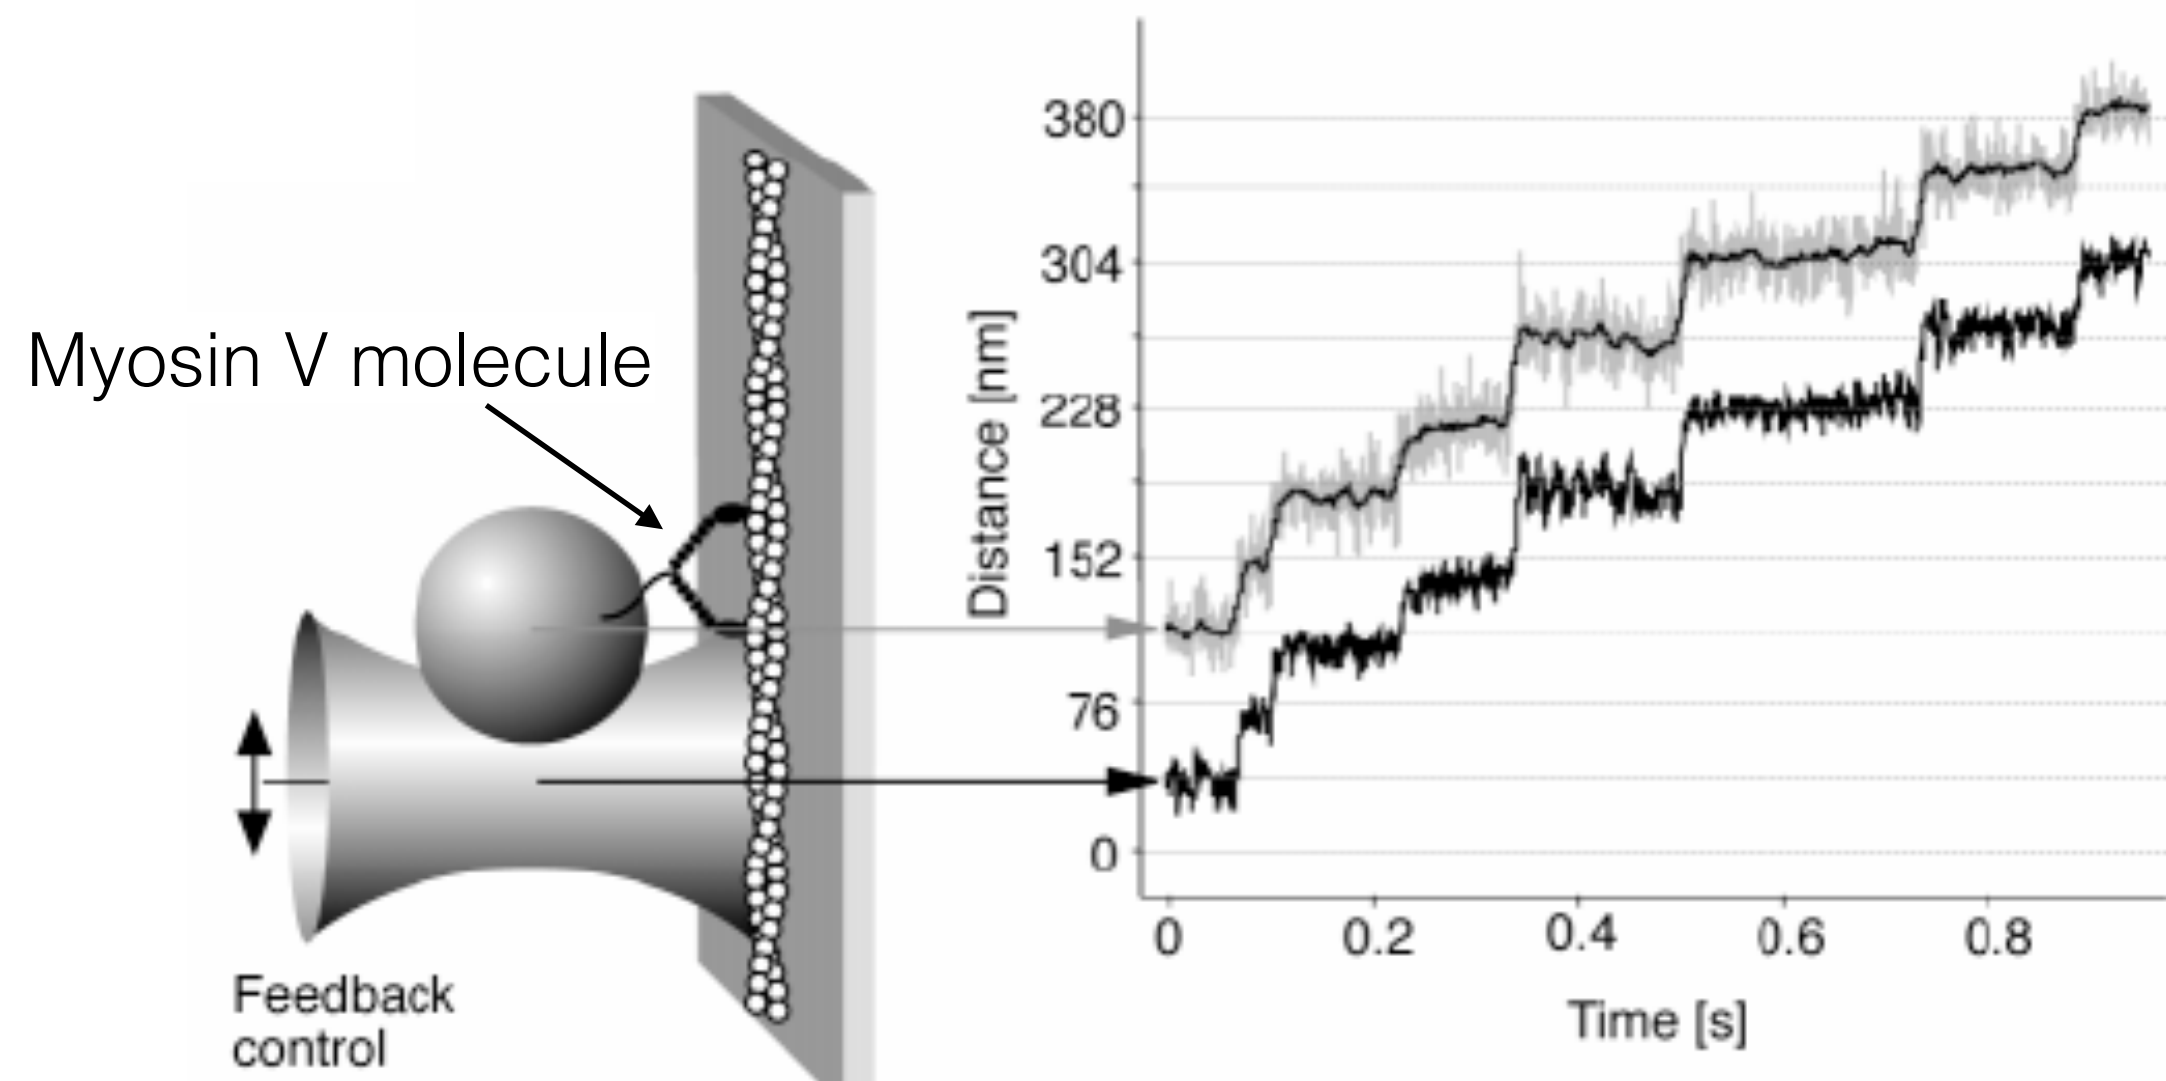 Myosin V molecule
Feedback
control
Distance [nm]
380
304
228
152
76
0
0 0.2 0.4 0.6 0.8
Time [s]